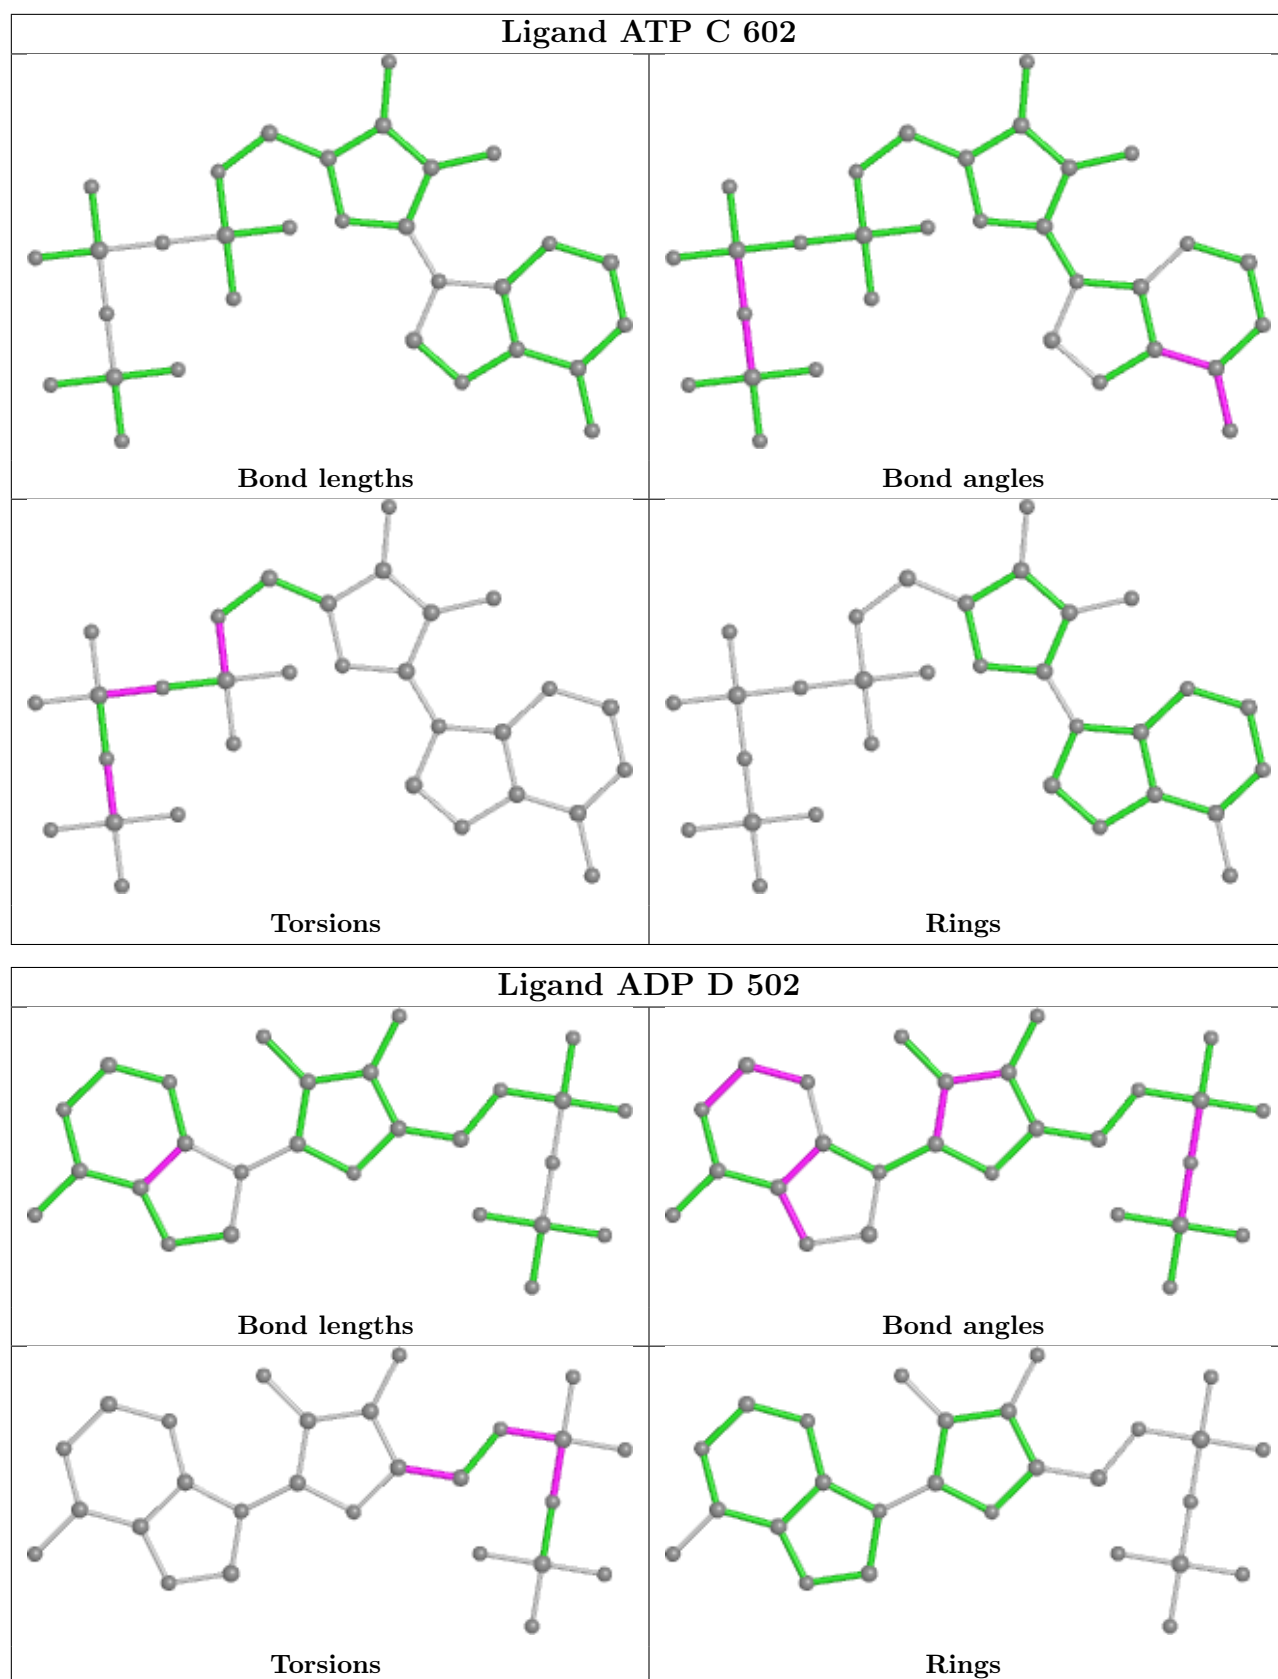 Ligand ATP C 602
Bond lengths
Bond angles
Torsions
Rings
Ligand ADP D 502
Bond lengths
Bond angles
Torsions
Rings